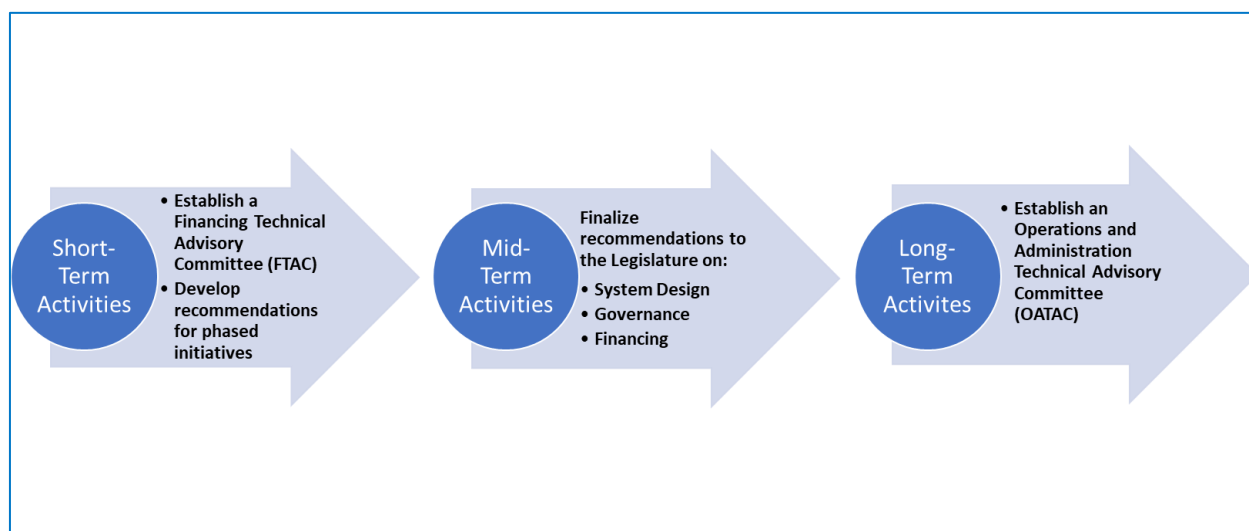 Short-
Term
Activities
• Establish a
Financing Technical
Advisory
Committee (FTAC)
• Develop
recommendations
for phased
initiatives
Mid-
Term
Activities
Finalize
recommendations to
the Legislature on:
• System Design
• Governance
• Financing
Long-
Term
Activites
• Establish an
Operations and
Administration
Technical Advisory
Committee
(OATAC)